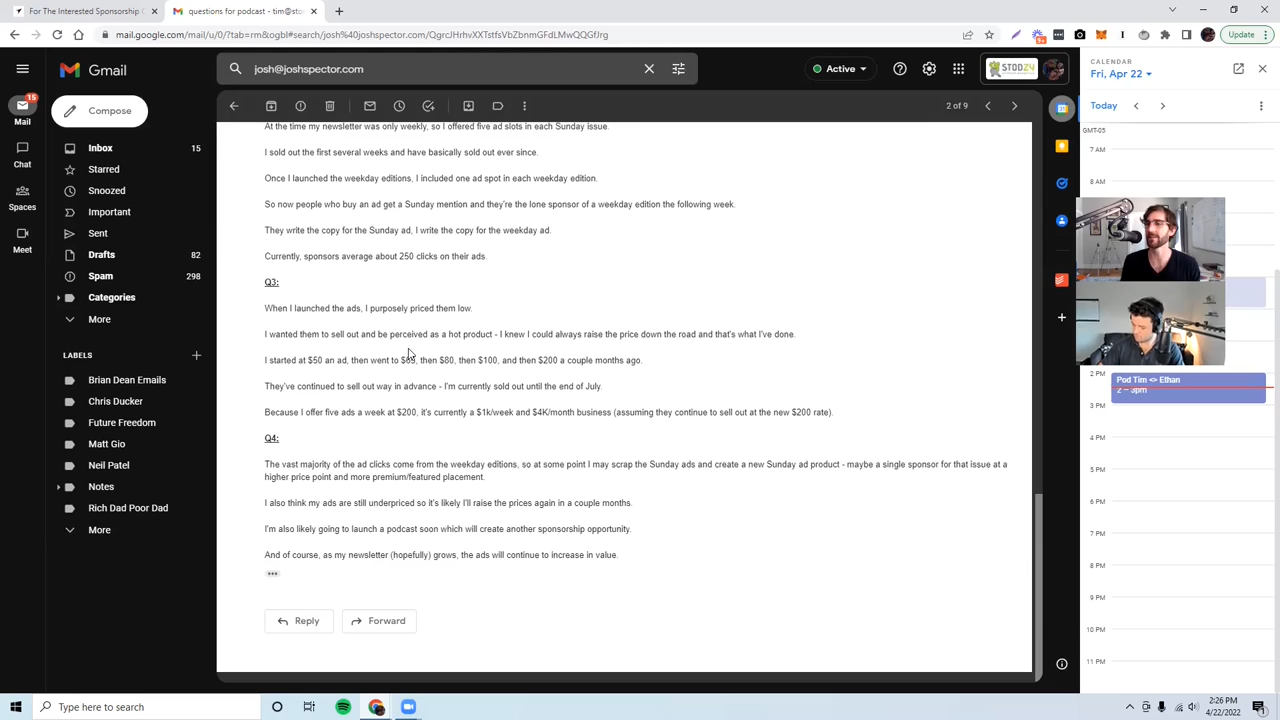 For The Interested Sponsorship
questions for podcast - tim@sto
mail.google.com/mail/u/0/?tab=rm&ogbl#search/josh%40joshspector.com/QgrcJHrhvXXTstfsVbZbnmGFdLMwQQGfJrg
Update
Gmail
josh@joshspector.com
Active
STODZY
CALENDAR
Fri, Apr 22
15
Mail
Compose
2 of 9
Today
GMT-05
Chat
Spaces
Meet
Inbox 15
Starred
Snoozed
Important
Sent
Drafts 82
Spam 298
Categories
More
LABELS
Brian Dean Emails
Chris Ducker
Future Freedom
Matt Gio
Neil Patel
Notes
Rich Dad Poor Dad
More
At the time my newsletter was only weekly, so I offered five ad slots in each Sunday issue.
I sold out the first several weeks and have basically sold out ever since.
Once I launched the weekday editions, I included one ad spot in each weekday edition.
So now people who buy an ad get a Sunday mention and they're the lone sponsor of a weekday edition the following week.
They write the copy for the Sunday ad, I write the copy for the weekday ad.
Currently, sponsors average about 250 clicks on their ads.
Q3:
When I launched the ads, I purposely priced them low.
I wanted them to sell out and be perceived as a hot product - I knew I could always raise the price down the road and that's what I've done.
I started at $50 an ad, then went to then $80, then $100, and then $200 a couple months ago.
They've continued to sell out way in advance - I'm currently sold out until the end of July.
Because I offer five ads a week at $200, it's currently a $1k/week and $4K/month business (assuming they continue to sell out at the new $200 rate).
Q4:
The vast majority of the ad clicks come from the weekday editions, so at some point I may scrap the Sunday ads and create a new Sunday ad product - maybe a single sponsor for that issue at a
higher price point and more premium/featured placement.
I also think my ads are still underpriced so it's likely I'll raise the prices again in a couple months.
I'm also likely going to launch a podcast soon which will create another sponsorship opportunity.
And of course, as my newsletter (hopefully) grows, the ads will continue to increase in value.
Reply
Forward
7 AM
8 AM
2 PM
Pod Tim <> Ethan
2 – 3pm
3 PM
4 PM
5 PM
6 PM
7 PM
8 PM
9 PM
10 PM
11 PM
Type here to search
2:26 PM
4/22/2022